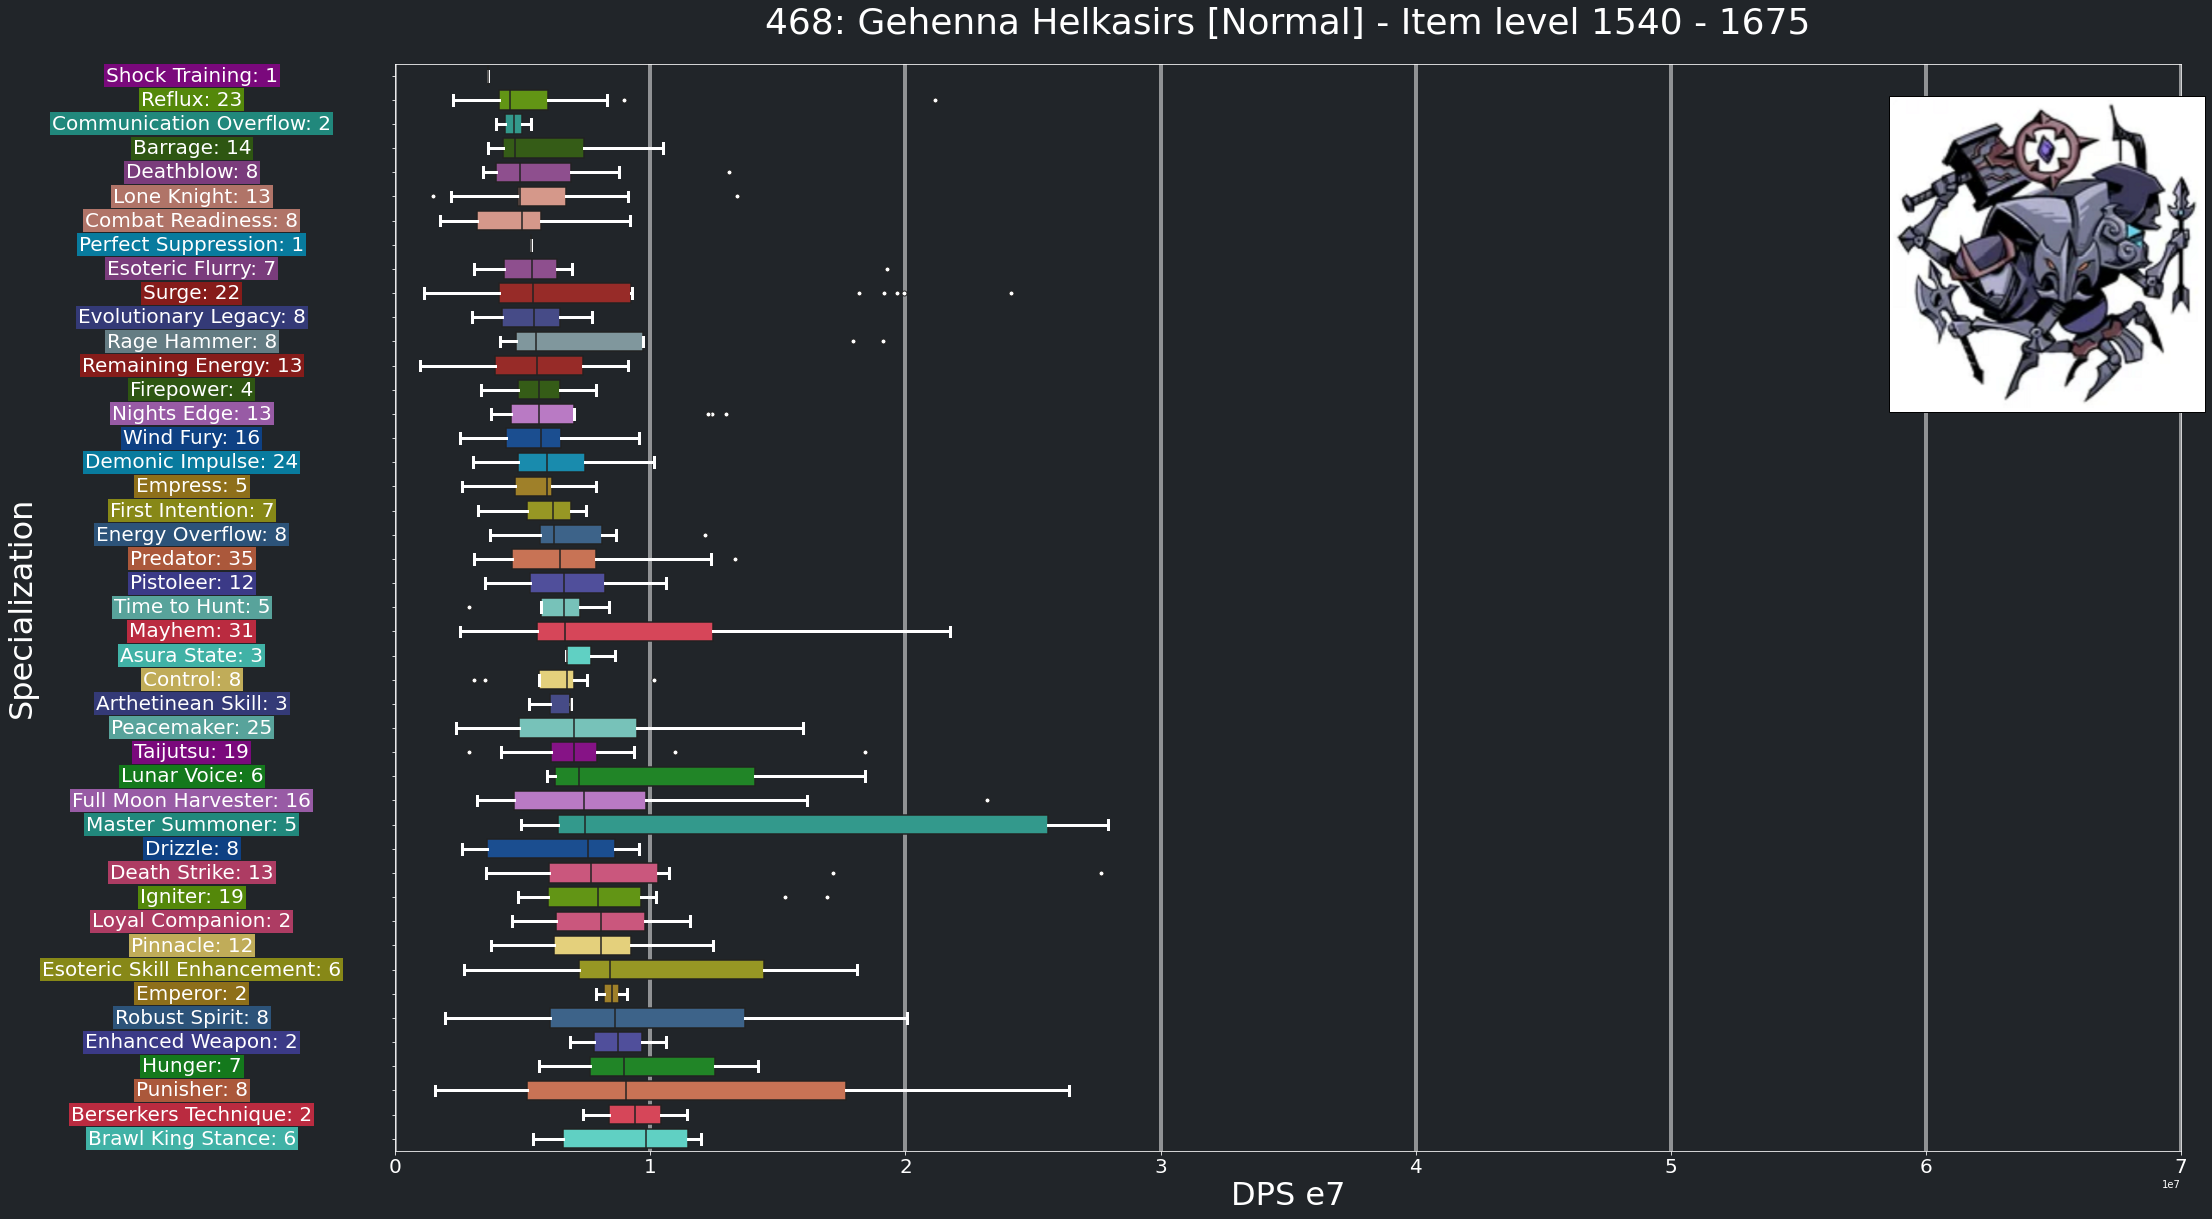 468: Gehenna Helkasirs [Normal] - Item level 1540 - 1675
Specialization
Shock Training: 1
Reflux: 23
Communication Overflow: 2
Barrage: 14
Deathblow: 8
Lone Knight: 13
Combat Readiness: 8
Perfect Suppression: 1
Esoteric Flurry: 7
Surge: 22
Evolutionary Legacy: 8
Rage Hammer: 8
Remaining Energy: 13
Firepower: 4
Nights Edge: 13
Wind Fury: 16
Demonic Impulse: 24
Empress: 5
First Intention: 7
Energy Overflow: 8
Predator: 35
Pistoleer: 12
Time to Hunt: 5
Mayhem: 31
Asura State: 3
Control: 8
Arthetinean Skill: 3
Peacemaker: 25
Taijutsu: 19
Lunar Voice: 6
Full Moon Harvester: 16
Master Summoner: 5
Drizzle: 8
Death Strike: 13
Igniter: 19
Loyal Companion: 2
Pinnacle: 12
Esoteric Skill Enhancement: 6
Emperor: 2
Robust Spirit: 8
Enhanced Weapon: 2
Hunger: 7
Punisher: 8
Berserkers Technique: 2
Brawl King Stance: 6
0 1 2 3 4 5 6 7
1e7
DPS e7